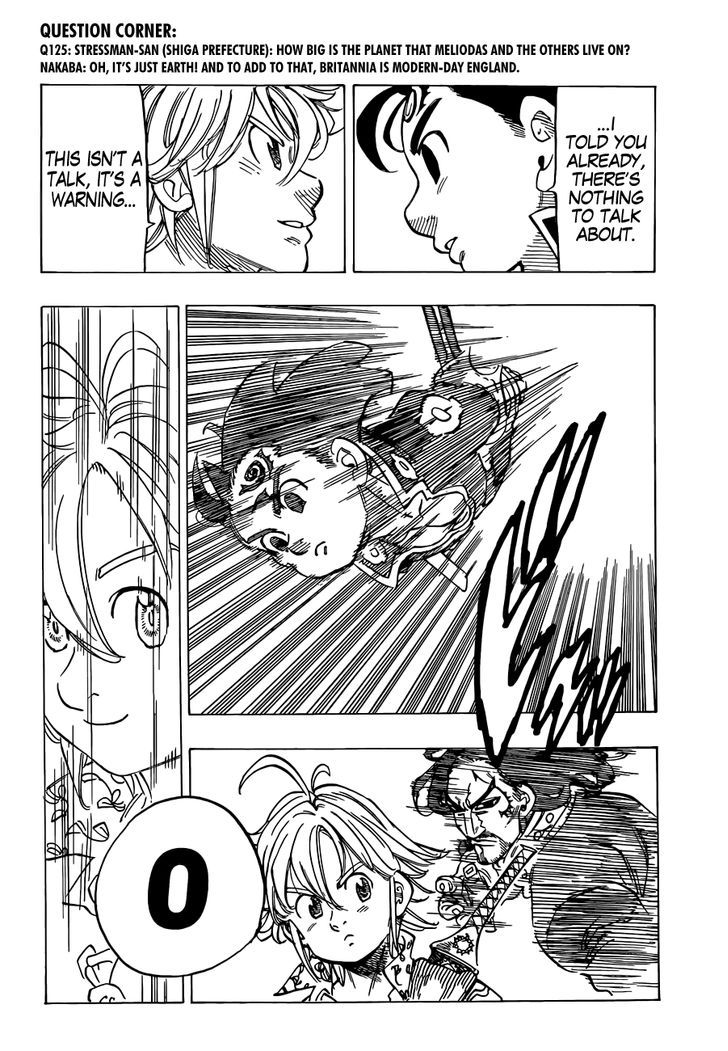 QUESTION CORNER:
Q125: STRESSMAN-SAN (SHIGA PREFECTURE): HOW BIG IS THE PLANET THAT MELIODAS AND THE OTHERS LIVE ON?
NAKABA: OH, IT'S JUST EARTH! AND TO ADD TO THAT, BRITANNIA IS MODERN-DAY ENGLAND.
...I
TOLD YOU
ALREADY,
THERE'S
NOTHING
TO TALK
ABOUT.
THIS ISN'T A
TALK, IT'S A
WARNING...
0